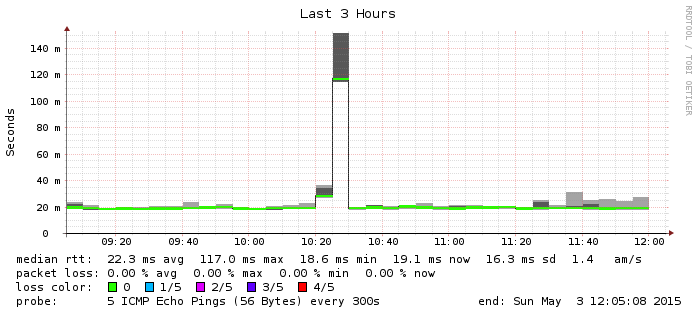 Last 3 Hours
RRDTOOL / TOBI OETIKER
Seconds
140 m
120 m
100 m
80 m
60 m
40 m
20 m
0
09:20 09:40 10:00 10:20 10:40 11:00 11:20 11:40 12:00
median rtt: 22.3 ms avg 117.0 ms max 18.6 ms min 19.1 ms now 16.3 ms sd 1.4 am/s
packet loss: 0.00 % avg 0.00 % max 0.00 % min 0.00 % now
loss color: 0 1/5 2/5 3/5 4/5
probe: 5 ICMP Echo Pings (56 Bytes) every 300s end: Sun May 3 12:05:08 2015